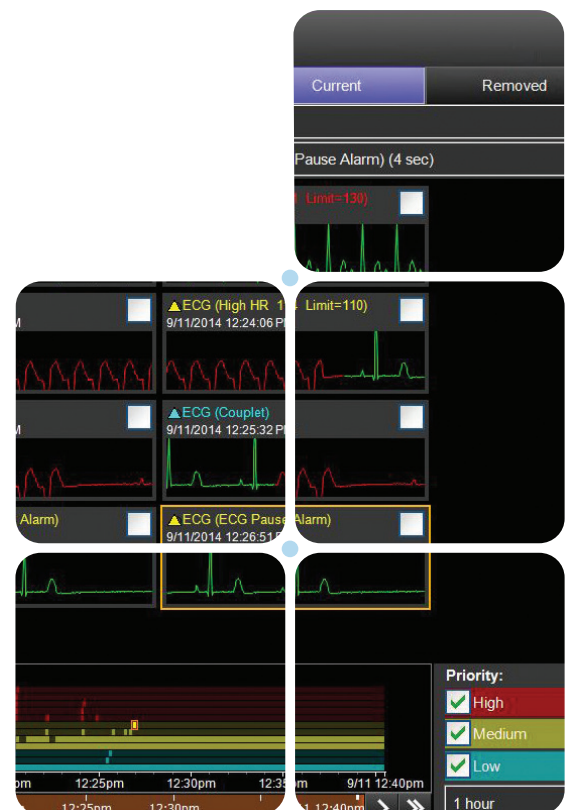 Current Removed
Pause Alarm) (4 sec)
Limit=130)
ECG (High HR Limit=110)
9/11/2014 12:24:06 P
ECG (Couplet)
9/11/2014 12:25:32 P
Alarm) ECG (ECG Pause Alarm)
9/11/2014 12:26:51
Priority:
High
Medium
Low
pm 12:25pm 12:30pm 12:35pm 9/11 12:40pm
12:25pm 12:30pm 12:40pm
1 hour